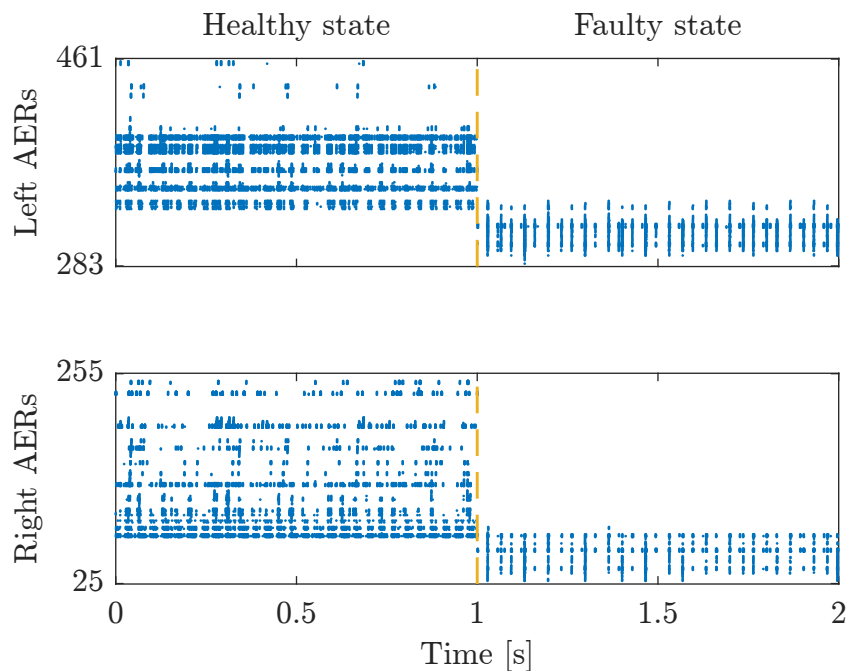 Healthy state
Faulty state
461
Left AERs
283
255
Right AERs
25
0
0.5
1
1.5
2
Time [s]